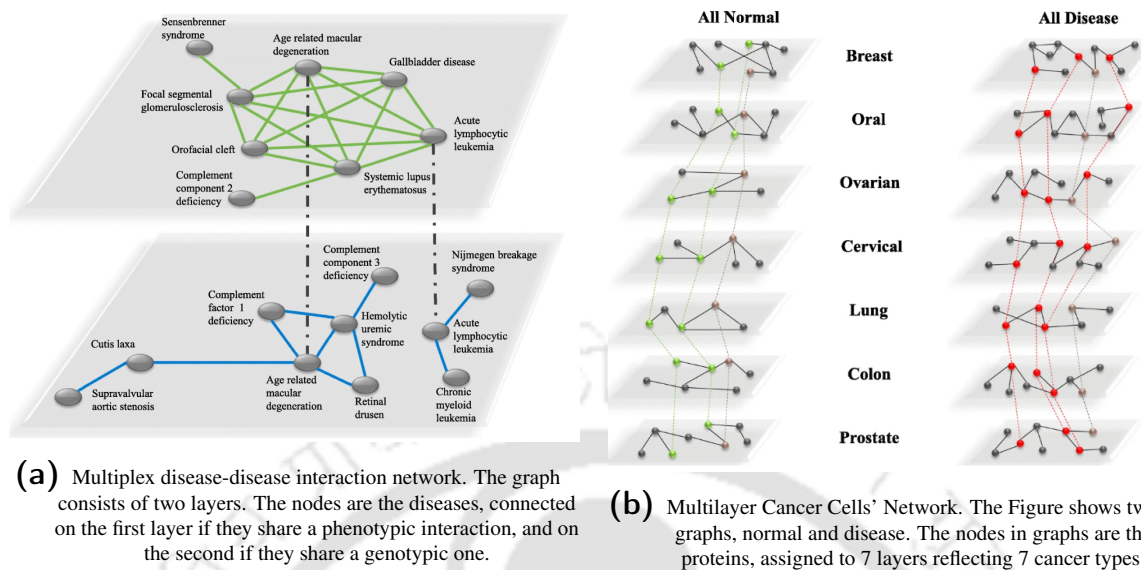 Sensenbrenner
syndrome
Age related macular
degeneration
Gallbladder disease
Focal segmental
glomerulosclerosis
Acute
lymphocytic
leukemia
Orofacial cleft
Systemic lupus
erythematosus
Complement
component 2
deficiency
Complement
component 3
deficiency
Nijmegen breakage
syndrome
Complement
factor 1
deficiency
Hemolytic
uremic
syndrome
Acute
lymphocytic
leukemia
Cutis laxa
Supravalvular
aortic stenosis
Age related
macular
degeneration
Retinal
drusen
Chronic
myeloid
leukemia
(a) Multiplex disease-disease interaction network. The graph
consists of two layers. The nodes are the diseases, connected
on the first layer if they share a phenotypic interaction, and on
the second if they share a genotypic one.
All Normal
All Disease
Breast
Oral
Ovarian
Cervical
Lung
Colon
Prostate
(b) Multilayer Cancer Cells' Network. The Figure shows tw
graphs, normal and disease. The nodes in graphs are th
proteins, assigned to 7 layers reflecting 7 cancer types